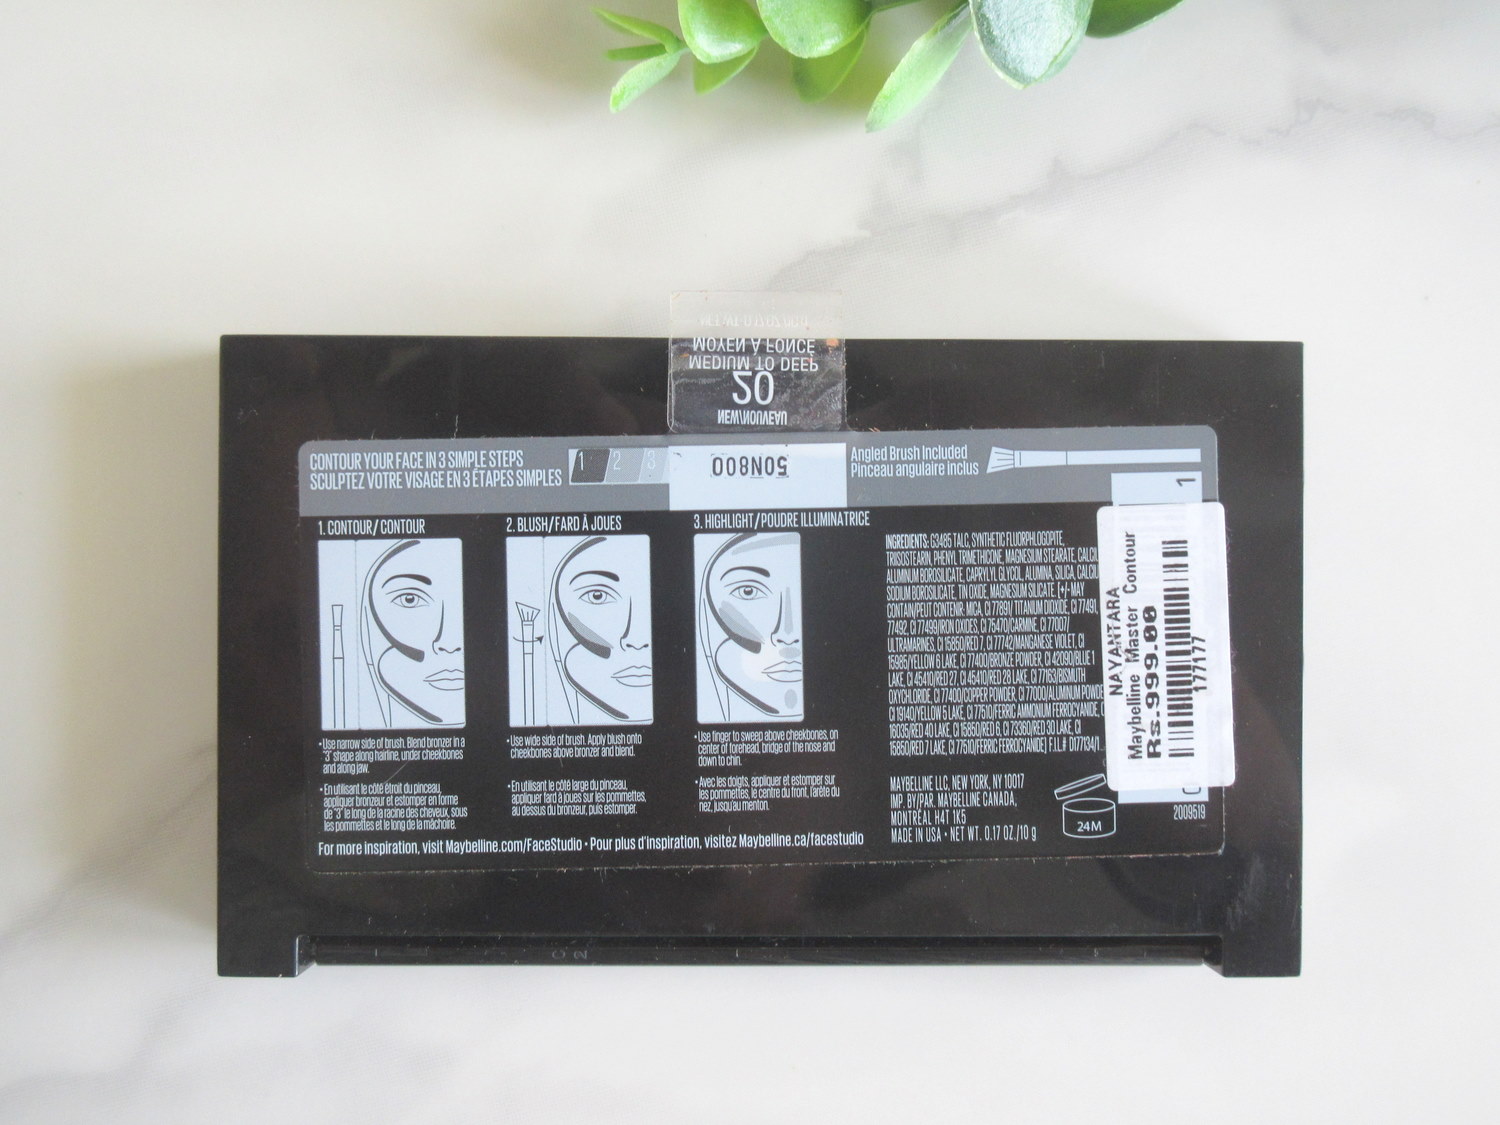 NET WT. 0.17 OZ./10 g
MOYEN À FONCÉ
MEDIUM TO DEEP
20
NEW/NOUVEAU
CONTOUR YOUR FACE IN 3 SIMPLE STEPS
SCULPTEZ VOTRE VISAGE EN 3 ÉTAPES SIMPLES
1 2 3
50N800
Angled Brush Included
Pinceau angulaire inclus
1. CONTOUR/CONTOUR
• Use narrow side of brush. Blend bronzer in a
"3" shape along hairline, under cheekbones
and along jaw.
• En utilisant le côté étroit du pinceau,
appliquer bronzeur et estomper en forme
de "3" le long de la racine des cheveux, sous
les pommettes et le long de la mâchoire.
2. BLUSH/FARD À JOUES
• Use wide side of brush. Apply blush onto
cheekbones above bronzer and blend.
• En utilisant le côté large du pinceau,
appliquer fard à joues sur les pommettes,
au dessus du bronzeur, puis estomper.
3. HIGHLIGHT/POUDRE ILLUMINATRICE
• Use finger to sweep above cheekbones, on
center of forehead, bridge of the nose and
down to chin.
• Avec les doigts, appliquer et estomper sur
les pommettes, le centre du front, l'arête du
nez, jusqu'au menton.
For more inspiration, visit Maybelline.com/FaceStudio • Pour plus d'inspiration, visitez Maybelline.ca/facestudio
INGREDIENTS: G3485 TALC, SYNTHETIC FLUORPHLOGOPITE,
TRIISOSTEARIN, PHENYL TRIMETHICONE, MAGNESIUM STEARATE,
ALUMINUM BOROSILICATE, CAPRYLYL GLYCOL, ALUMINA, SILICA,
SODIUM BOROSILICATE, TIN OXIDE, MAGNESIUM SILICATE [+/- MAY
CONTAIN/PEUT CONTENIR: MICA, CI 77891/TITANIUM DIOXIDE, CI 77491,
77492, CI 77499/IRON OXIDES, CI 75470/CARMINE, CI 77007/
ULTRAMARINES, CI 15850/RED 7, CI 77742/MANGANESE VIOLET, CI
15985/YELLOW 6 LAKE, CI 77400/BRONZE POWDER, CI 42090/BLUE 1
LAKE, CI 45410/RED 27, CI 45410/RED 28 LAKE, CI 77163/BISMUTH
OXYCHLORIDE, CI 77400/COPPER POWDER, CI 77000/ALUMINUM POWDER,
CI 19140/YELLOW 5 LAKE, CI 77510/FERRIC AMMONIUM FERROCYANIDE,
16035/RED 40 LAKE, CI 15850/RED 6, CI 73360/RED 30 LAKE, CI
15850/RED 7 LAKE, CI 77510/FERRIC FERROCYANIDE] F.I.L# D177134/1
MAYBELLINE LLC, NEW YORK, NY 10017
IMP. BY/PAR. MAYBELLINE CANADA,
MONTRÉAL H4T 1K5
MADE IN USA • NET WT. 0.17 OZ./10 g
24M
2009519
1
NAYANTARA
Maybelline Master Contour
Rs.999.00
177177